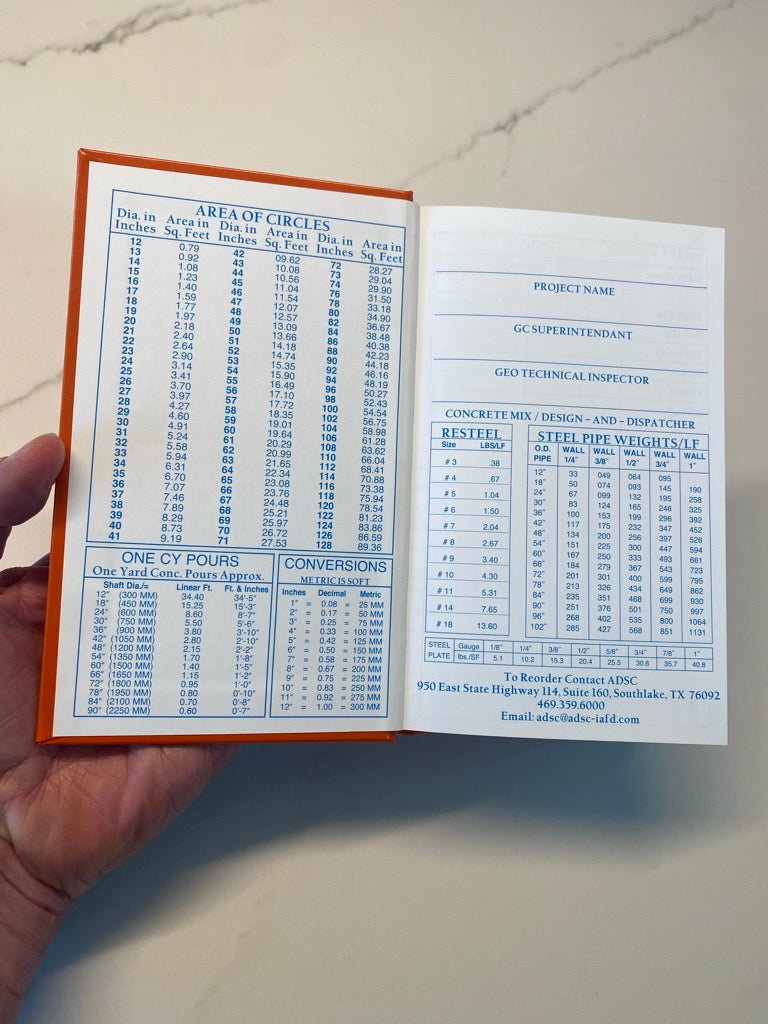 AREA OF CIRCLES
Dia. in Inches Area in Sq. Feet Dia. in Inches Area in Sq. Feet Dia. in Inches Area in Sq. Feet
12 0.79 42 09.62 72 28.27
13 0.92 43 10.08 73 29.04
14 1.08 44 10.56 74 29.90
15 1.23 45 11.04 76 31.50
16 1.40 46 11.54 78 33.18
17 1.59 47 12.07 80 34.90
18 1.77 48 12.57 82 36.67
19 1.97 49 13.09 84 38.48
20 2.18 50 13.66 86 40.38
21 2.40 51 14.18 88 42.23
22 2.64 52 14.74 90 44.18
23 2.90 53 15.35 92 46.16
24 3.14 54 15.90 94 48.19
25 3.41 55 16.49 96 50.27
26 3.70 56 17.10 98 52.43
27 3.97 57 17.72 100 54.54
28 4.27 58 18.35 102 56.75
29 4.60 59 19.01 104 58.98
30 4.91 60 19.64 106 61.28
31 5.24 61 20.29 108 63.62
32 5.58 62 20.99 110 66.04
33 5.94 63 21.65 112 68.41
34 6.31 64 22.34 114 70.88
35 6.70 65 23.08 116 73.38
36 7.07 66 23.76 118 75.94
37 7.46 67 24.48 120 78.54
38 7.89 68 25.21 122 81.23
39 8.29 69 25.97 124 83.86
40 8.73 70 26.72 126 86.59
41 9.19 71 27.53 128 89.36
ONE CY POURS
One Yard Conc. Pours Approx.
Shaft Dia./= Linear Ft. Ft. & Inches
12" (300 MM) 34.40 34'-5"
18" (450 MM) 15.25 15'-3"
24" (600 MM) 8.60 8'-7"
30" (750 MM) 5.50 5'-6"
36" (900 MM) 3.80 3'-10"
42" (1050 MM) 2.80 2'-10"
48" (1200 MM) 2.15 2'-2"
54" (1350 MM) 1.70 1'-8"
60" (1500 MM) 1.40 1'-5"
66" (1650 MM) 1.15 1'-2"
72" (1800 MM) 0.95 1'-0"
78" (1950 MM) 0.80 0'-10"
84" (2100 MM) 0.70 0'-8"
90" (2250 MM) 0.60 0'-7"
CONVERSIONS
METRIC IS SOFT
Inches Decimal Metric
1" = 0.08 = 25 MM
2" = 0.17 = 50 MM
3" = 0.25 = 75 MM
4" = 0.33 = 100 MM
5" = 0.42 = 125 MM
6" = 0.50 = 150 MM
7" = 0.58 = 175 MM
8" = 0.67 = 200 MM
9" = 0.75 = 225 MM
10" = 0.83 = 250 MM
11" = 0.92 = 275 MM
12" = 1.00 = 300 MM
PROJECT NAME
GC SUPERINTENDANT
GEO TECHNICAL INSPECTOR
CONCRETE MIX / DESIGN – AND – DISPATCHER
RESTEEL
Size LBS/LF
# 3 .38
# 4 .67
# 5 1.04
# 6 1.50
# 7 2.04
# 8 2.67
# 9 3.40
# 10 4.30
# 11 5.31
# 14 7.65
# 18 13.60
STEEL PIPE WEIGHTS/LF
O.D. PIPE WALL 1/4" WALL 3/8" WALL 1/2" WALL 3/4" WALL 1"
12" 33 049 064 095
18" 50 074 093 145 190
24" 67 099 132 195 258
30" 83 124 165 246 325
36" 100 153 199 296 392
42" 117 175 232 347 452
48" 134 200 256 397 526
54" 151 225 300 447 594
60" 167 250 333 493 661
66" 184 279 367 543 723
72" 201 301 400 599 795
78" 213 326 434 649 862
84" 235 351 468 699 930
90" 251 376 501 750 997
96" 268 402 535 800 1064
102" 285 427 568 851 1131
STEEL PLATE
Gauge 1/8" 1/4" 3/8" 1/2" 5/8" 3/4" 7/8" 1"
lbs./SF 5.1 10.2 15.3 20.4 25.5 30.6 35.7 40.8
To Reorder Contact ADSC
950 East State Highway 114, Suite 160, Southlake, TX 76092
469.359.6000
Email: adsc@adsc-iafd.com